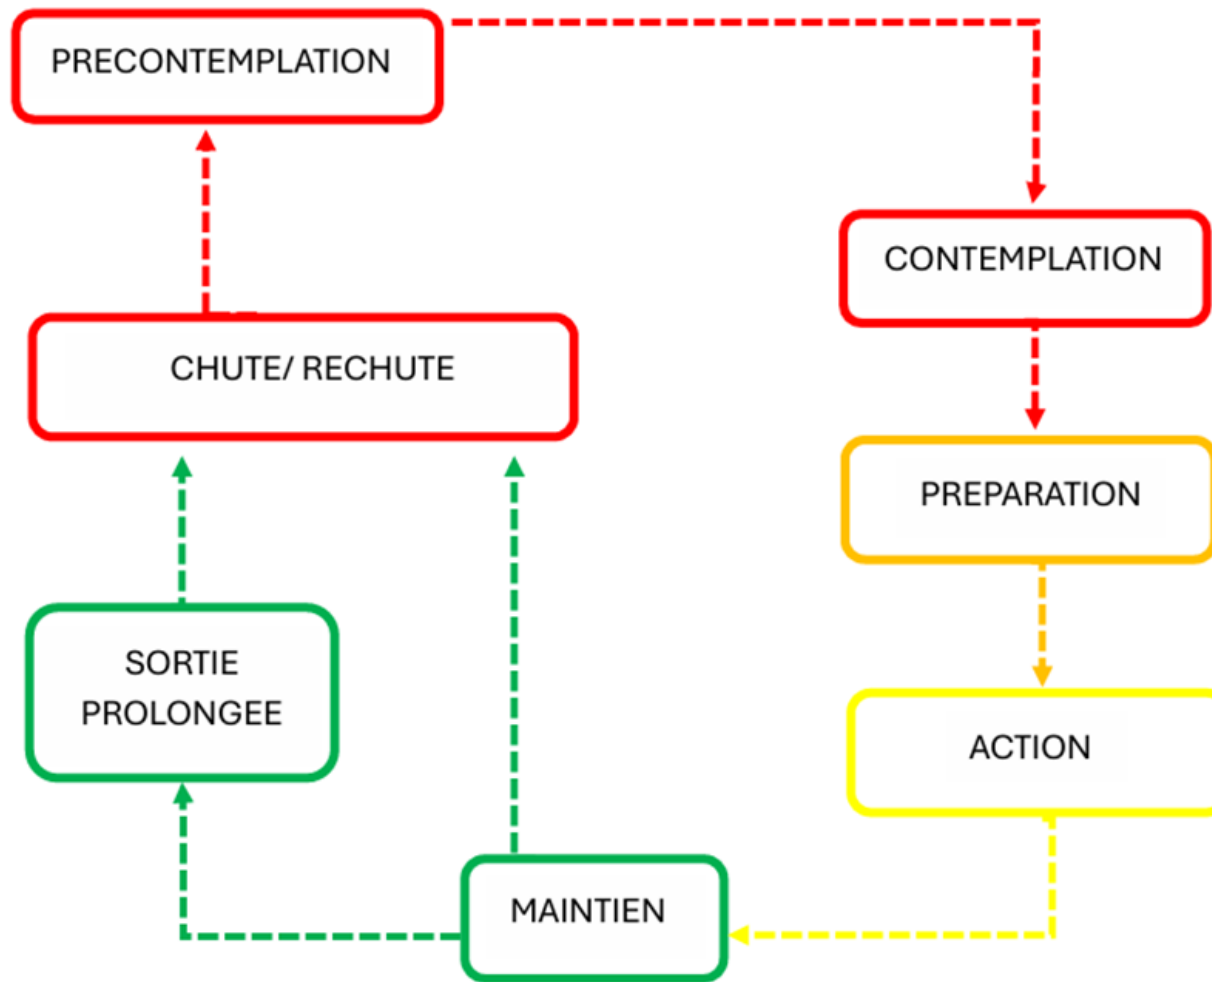 PRECONTEMPLATION
CONTEMPLATION
CHUTE/ RECHUTE
PREPARATION
SORTIE
PROLONGEE
ACTION
MAINTIEN